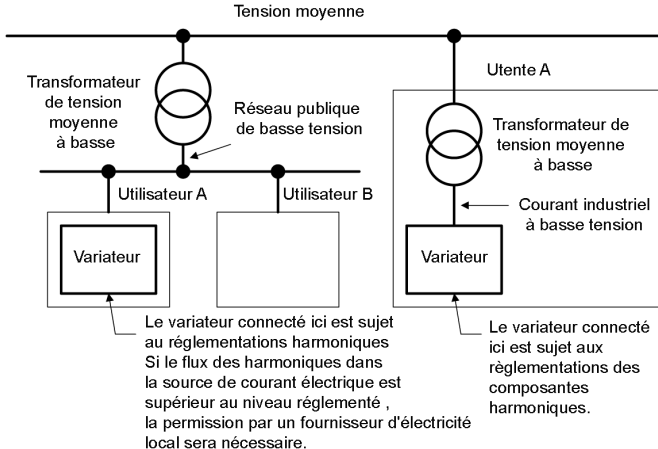 Tension moyenne
Transformateur
de tension
moyenne
à basse
Réseau publique
de basse tension
Utente A
Transformateur de
tension moyenne
à basse
Utilisateur A
Utilisateur B
Courant industriel
à basse tension
Variateur
Variateur
Le variateur connecté ici est sujet
au réglementations harmoniques
Si le flux des harmoniques dans
la source de courant électrique est
supérieur au niveau réglementé ,
la permission par un fournisseur d'électricité
local sera nécessaire.
Le variateur connecté
ici est sujet aux
règlementations des
composantes
harmoniques.